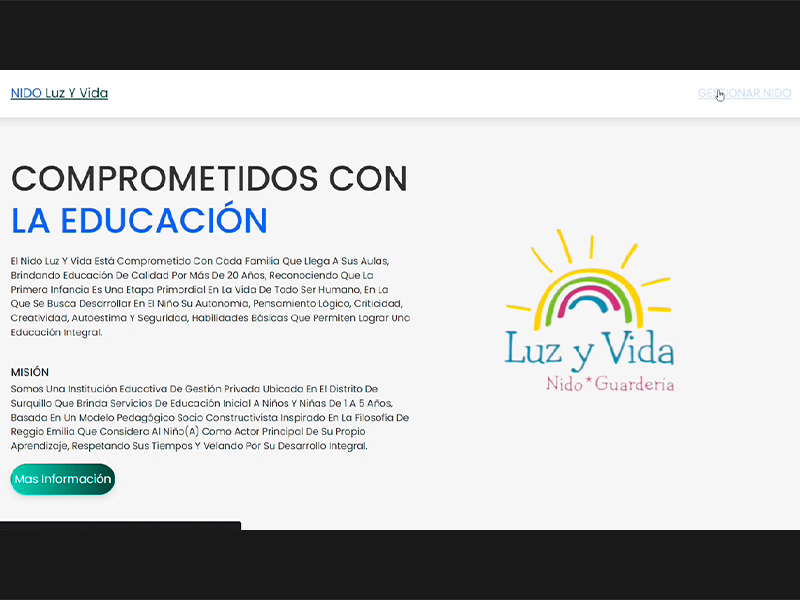 NIDO Luz Y Vida
GESTIONAR NIDO
COMPROMETIDOS CON
LA EDUCACIÓN
El Nido Luz Y Vida Está Comprometido Con Cada Familia Que Llega A Sus Aulas,
Brindando Educación De Calidad Por Más De 20 Años, Reconociendo Que La
Primera Infancia Es Una Etapa Primordial En La Vida De Todo Ser Humano, En La
Que Se Busca Desarrollar En El Niño Su Autonomia, Pensamiento Lógico, Criticidad,
Creatividad, Autoestima Y Seguridad, Habilidades Básicas Que Permiten Lograr Una
Educación Integral.
MISIÓN
Somos Una Institución Educativa De Gestión Privada Ubicada En El Distrito De
Surquillo Que Brinda Servicios De Educación Inicial A Niños Y Niñas De 1 A 5 Años,
Basada En Un Modelo Pedagógico Socio Constructivista Inspirado En La Filosofía De
Reggio Emilia Que Considera Al Niño(A) Como Actor Principal De Su Propio
Aprendizaje, Respetando Sus Tiempos Y Velando Por Su Desarrollo Integral.
Mas Información
Luz y Vida
Nido*Guardería